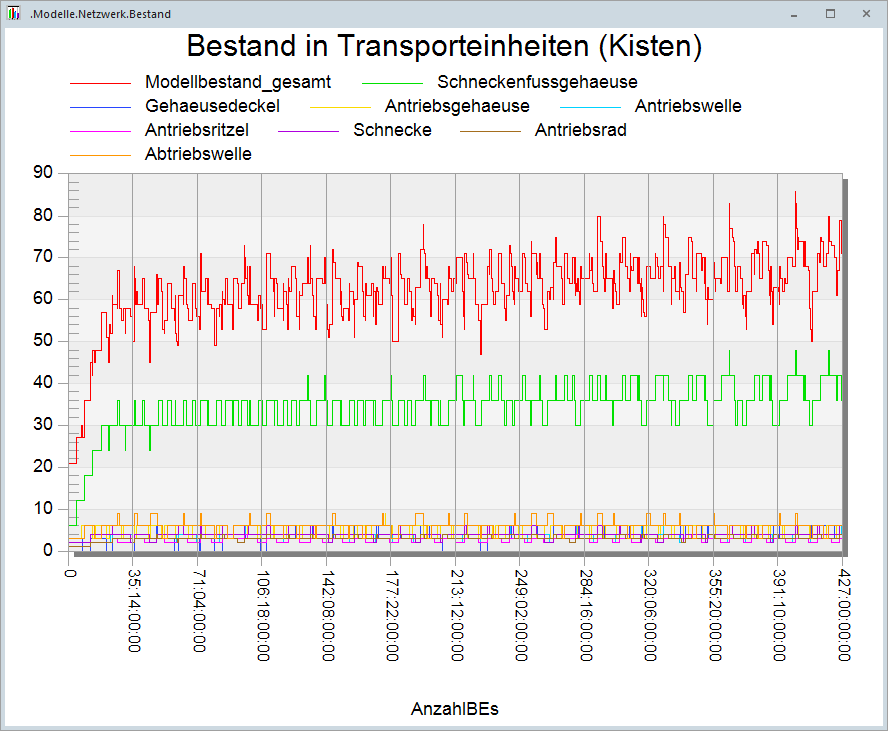 .Modelle.Netzwerk.Bestand
Bestand in Transporteinheiten (Kisten)
Modellbestand_gesamt Schneckenfussgehaeuse
Gehaeusedeckel Antriebsgehaeuse Antriebswelle
Antriebsritzel Schnecke Antriebsrad
Abtriebswelle
90
80
70
60
50
40
30
20
10
0
0 35:14:00:00 71:04:00:00 106:18:00:00 142:08:00:00 177:22:00:00 213:12:00:00 249:02:00:00 284:16:00:00 320:06:00:00 355:20:00:00 391:10:00:00 427:00:00:00
AnzahlBEs